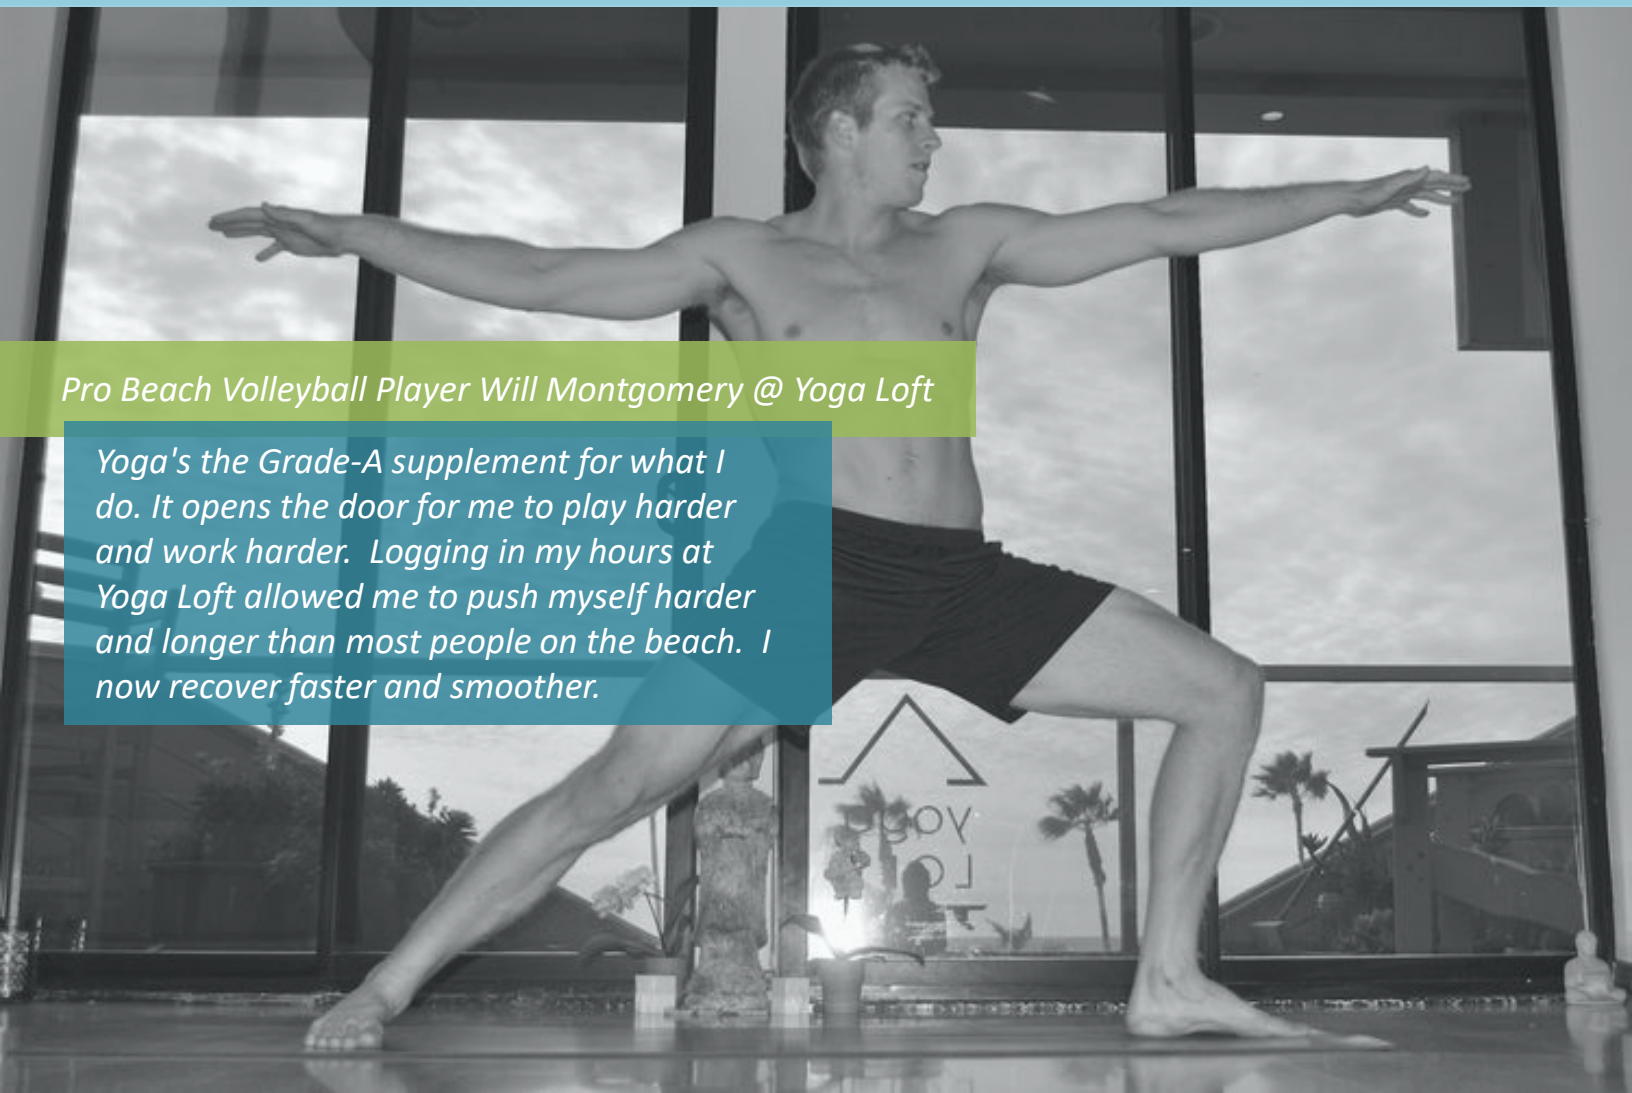 Pro Beach Volleyball Player Will Montgomery @ Yoga Loft
Yoga's the Grade-A supplement for what I
do. It opens the door for me to play harder
and work harder.  Logging in my hours at
Yoga Loft allowed me to push myself harder
and longer than most people on the beach.  I
now recover faster and smoother.
yoga
Lo